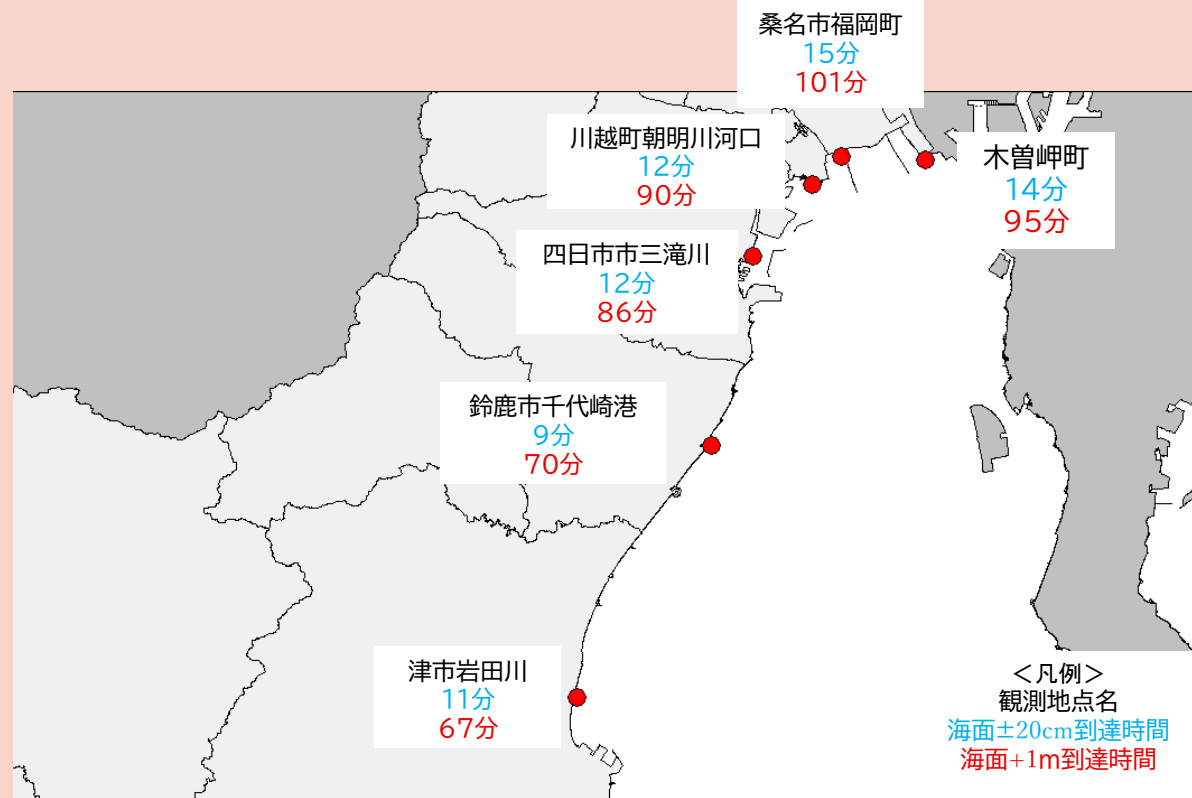 桑名市福岡町
15分
101分
川越町朝明川河口
12分
90分
木曽岬町
14分
95分
四日市市三滝川
12分
86分
鈴鹿市千代崎港
9分
70分
津市岩田川
11分
67分
＜凡例＞
観測地点名
海面±20cm到達時間
海面+1m到達時間